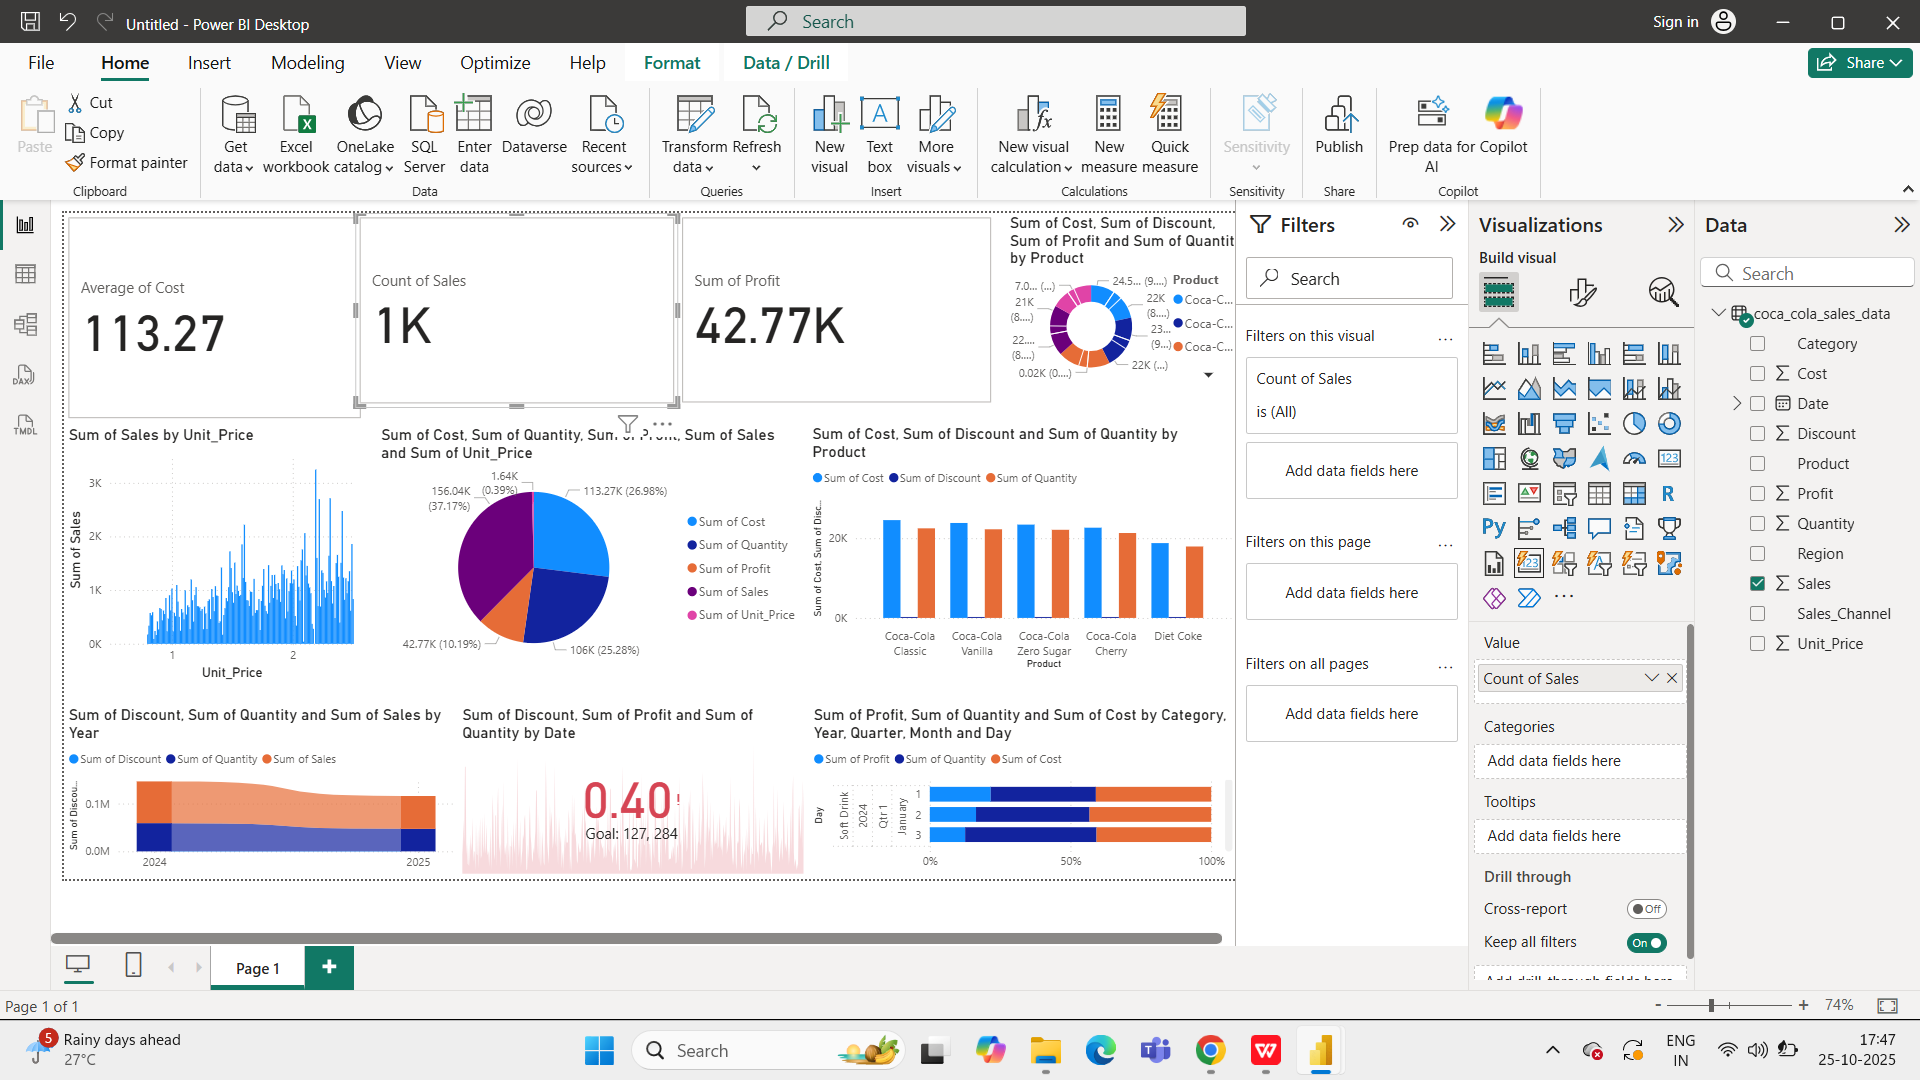 Untitled - Power BI Desktop
Search
Sign in
File
Home
Insert
Modeling
View
Optimize
Help
Format
Data / Drill
Share
Paste
Cut
Copy
Format painter
Clipboard
Get data
Excel workbook
OneLake catalog
SQL Server
Enter data
Dataverse
Recent sources
Data
Transform data
Refresh
Queries
New visual
Text box
More visuals
Insert
New visual calculation
New measure
Quick measure
Calculations
Sensitivity
Sensitivity
Publish
Share
Prep data for AI
Copilot
Copilot
DAX
TMDL
Average of Cost
113.27
Count of Sales
1K
Sum of Profit
42.77K
Sum of Cost, Sum of Discount,
Sum of Profit and Sum of Quantit
by Product
7.0... (...)
21K
(8....)
22....
(8....)
0.02K (0....)
24.5... (9....)
22K
(8....)
23...
(9...)
22K (...)
Product
Coca-C...
Coca-C...
Coca-C...
Sum of Sales by Unit_Price
Sum of Sales
3K
2K
1K
0K
1
2
Unit_Price
Sum of Cost, Sum of Quantity, Sum of Profit, Sum of Sales
and Sum of Unit_Price
1.64K
(0.39%)
156.04K
(37.17%)
113.27K (26.98%)
42.77K (10.19%)
106K (25.28%)
Sum of Cost
Sum of Quantity
Sum of Profit
Sum of Sales
Sum of Unit_Price
Sum of Cost, Sum of Discount and Sum of Quantity by
Product
Sum of Cost
Sum of Discount
Sum of Quantity
Sum of Cost, Sum of Disc...
20K
0K
Coca-Cola Classic
Coca-Cola Vanilla
Coca-Cola Zero Sugar
Coca-Cola Cherry
Diet Coke
Product
Sum of Discount, Sum of Quantity and Sum of Sales by
Year
Sum of Discount
Sum of Quantity
Sum of Sales
Sum of Discou...
0.1M
0.0M
2024
2025
Sum of Discount, Sum of Profit and Sum of
Quantity by Date
0.40!
Goal: 127, 284
Sum of Profit, Sum of Quantity and Sum of Cost by Category,
Year, Quarter, Month and Day
Sum of Profit
Sum of Quantity
Sum of Cost
Day
Soft Drink
2024
Qtr 1
January
1
2
3
0%
50%
100%
Filters
Search
Filters on this visual
...
Count of Sales
is (All)
Add data fields here
Filters on this page
...
Add data fields here
Filters on all pages
...
Add data fields here
Visualizations
Build visual
123
R
Py
123
...
Value
Count of Sales
Categories
Add data fields here
Tooltips
Add data fields here
Drill through
Cross-report
Off
Keep all filters
On
Add drill-through fields here
Data
Search
coca_cola_sales_data
Category
Cost
Date
Discount
Product
Profit
Quantity
Region
Sales
Sales_Channel
Unit_Price
Page 1
+
Page 1 of 1
- + 74%
5
Rainy days ahead
27°C
Search
ENG
IN
17:47
25-10-2025